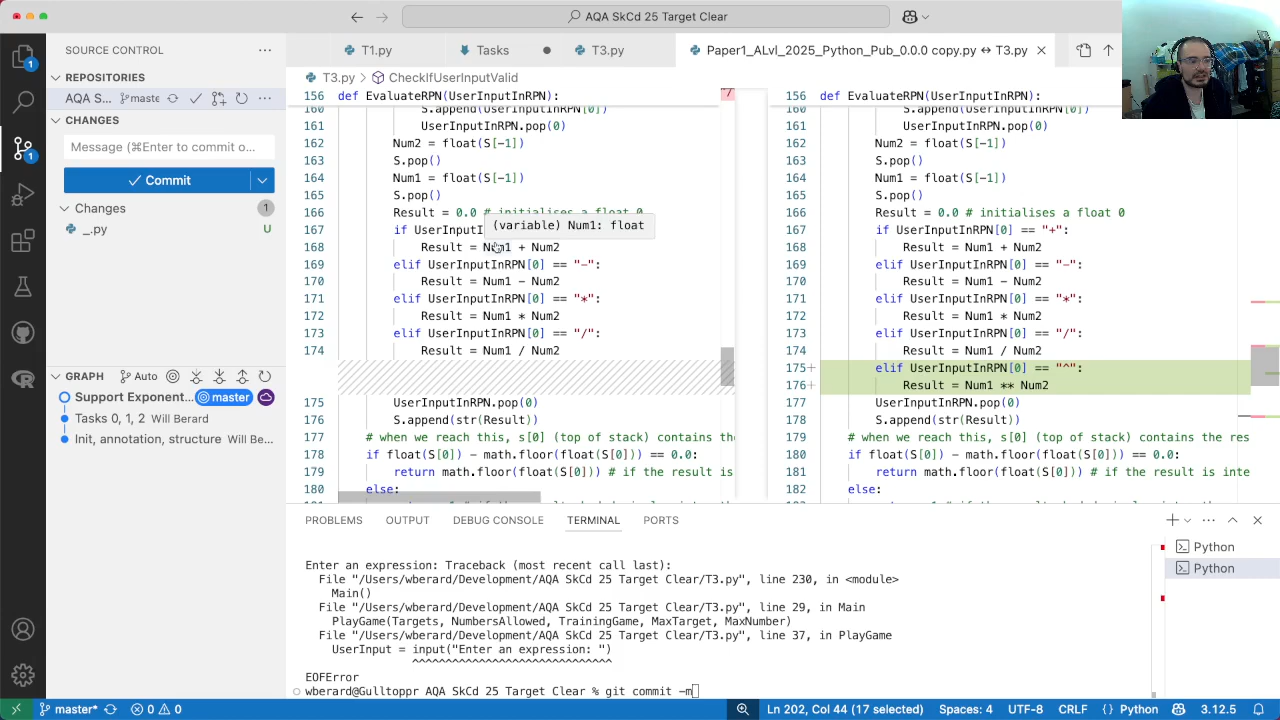 AQA SkCd 25 Target Clear
SOURCE CONTROL
REPOSITORIES
AQA S... master
CHANGES
Message (⌘Enter to commit o...
Commit
Changes 1
_.py U
GRAPH Auto
Support Exponent... master
Tasks 0, 1, 2 Will Berard
Init, annotation, structure Will Be...
T1.py Tasks T3.py Paper1_ALvl_2025_Python_Pub_0.0.0 copy.py ↔ T3.py
T3.py > CheckIfUserInputValid
156 def EvaluateRPN(UserInputInRPN):
160 S.append(UserInputInRPN[0])
161 UserInputInRPN.pop(0)
162 Num2 = float(S[-1])
163 S.pop()
164 Num1 = float(S[-1])
165 S.pop()
166 Result = 0.0 # initialises a float 0
(variable) Num1: float
167 if UserInputI
168 Result = Num1 + Num2
169 elif UserInputInRPN[0] == "-":
170 Result = Num1 - Num2
171 elif UserInputInRPN[0] == "*":
172 Result = Num1 * Num2
173 elif UserInputInRPN[0] == "/":
174 Result = Num1 / Num2
175 UserInputInRPN.pop(0)
176 S.append(str(Result))
177 # when we reach this, s[0] (top of stack) contains the
178 if float(S[0]) - math.floor(float(S[0])) == 0.0:
179 return math.floor(float(S[0])) # if the result is
180 else:
156 def EvaluateRPN(UserInputInRPN):
160 S.append(UserInputInRPN[0])
161 UserInputInRPN.pop(0)
162 Num2 = float(S[-1])
163 S.pop()
164 Num1 = float(S[-1])
165 S.pop()
166 Result = 0.0 # initialises a float 0
167 if UserInputInRPN[0] == "+":
168 Result = Num1 + Num2
169 elif UserInputInRPN[0] == "-":
170 Result = Num1 - Num2
171 elif UserInputInRPN[0] == "*":
172 Result = Num1 * Num2
173 elif UserInputInRPN[0] == "/":
174 Result = Num1 / Num2
175+ elif UserInputInRPN[0] == "^":
176+ Result = Num1 ** Num2
177 UserInputInRPN.pop(0)
178 S.append(str(Result))
179 # when we reach this, s[0] (top of stack) contains the res
180 if float(S[0]) - math.floor(float(S[0])) == 0.0:
181 return math.floor(float(S[0])) # if the result is inte
182 else:
PROBLEMS OUTPUT DEBUG CONSOLE TERMINAL PORTS
Enter an expression: Traceback (most recent call last):
File "/Users/wberard/Development/AQA SkCd 25 Target Clear/T3.py", line 230, in <module>
Main()
File "/Users/wberard/Development/AQA SkCd 25 Target Clear/T3.py", line 29, in Main
PlayGame(Targets, NumbersAllowed, TrainingGame, MaxTarget, MaxNumber)
File "/Users/wberard/Development/AQA SkCd 25 Target Clear/T3.py", line 37, in PlayGame
UserInput = input("Enter an expression: ")
^^^^^^^^^^^^^^^^^^^^^^^^^^^^^
EOFError
wberard@Gulltoppr AQA SkCd 25 Target Clear % git commit -m
Python
Python
master* 0 0 Ln 202, Col 44 (17 selected) Spaces: 4 UTF-8 CRLF Python 3.12.5